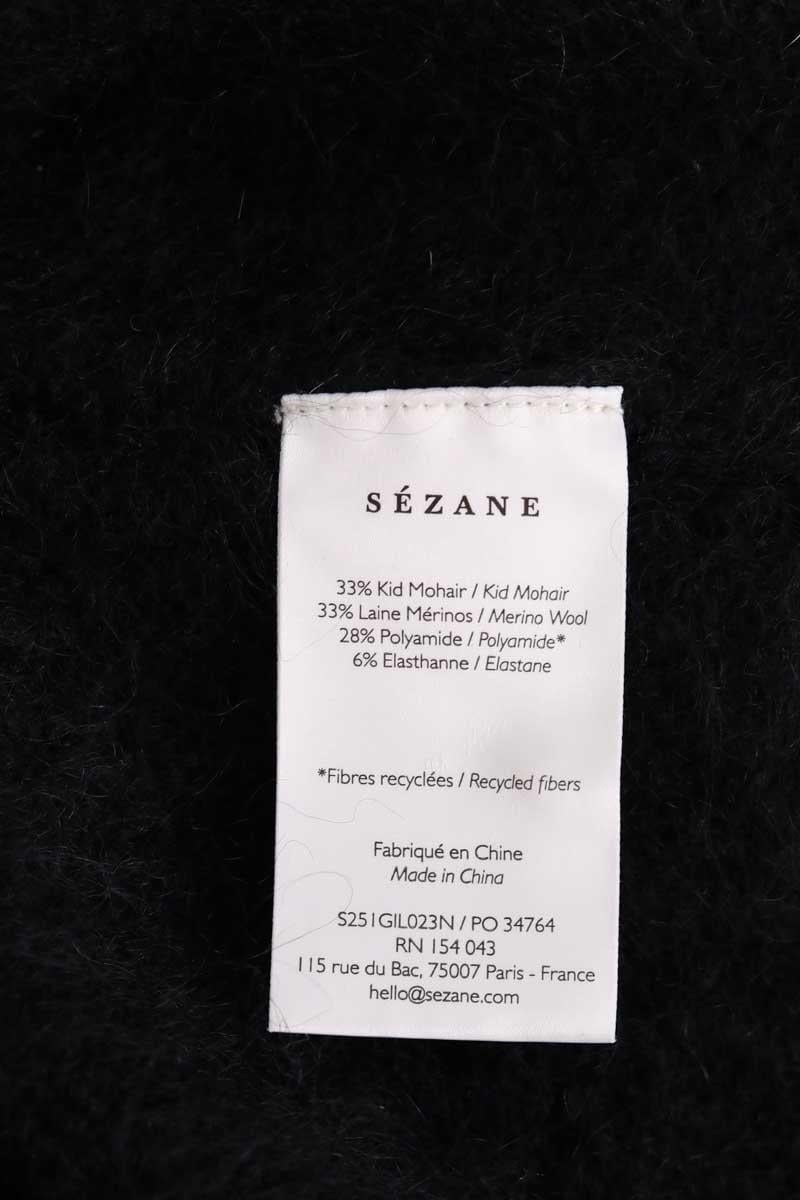 SÉZANE
33% Kid Mohair / Kid Mohair
33% Laine Mérinos / Merino Wool
28% Polyamide / Polyamide*
6% Elasthanne / Elastane
*Fibres recyclées / Recycled fibers
Fabriqué en Chine
Made in China
S251GIL023N / PO 34764
RN 154 043
115 rue du Bac, 75007 Paris - France
hello@sezane.com